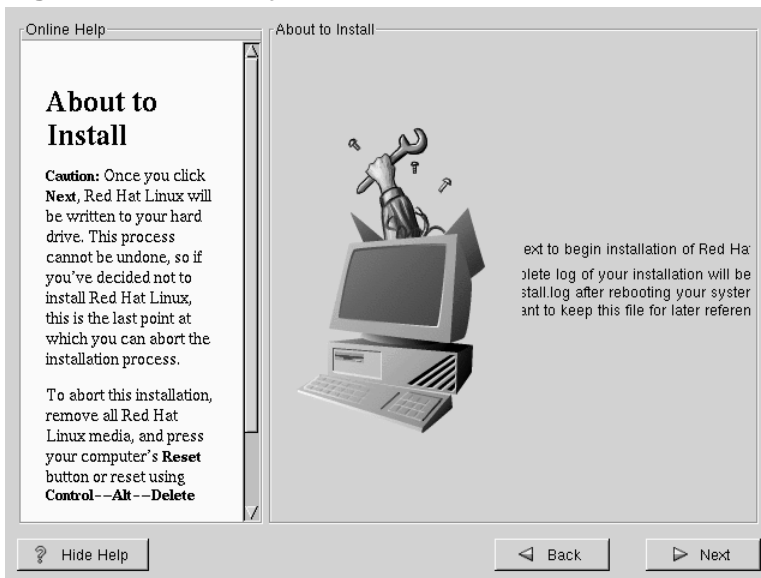 Online Help
About to
Install
Caution: Once you click
Next, Red Hat Linux will
be written to your hard
drive. This process
cannot be undone, so if
you've decided not to
install Red Hat Linux,
this is the last point at
which you can abort the
installation process.
To abort this installation,
remove all Red Hat
Linux media, and press
your computer's Reset
button or reset using
Control--Alt--Delete
About to Install
ext to begin installation of Red Ha
plete log of your installation will be
stall.log after rebooting your syster
ant to keep this file for later referen
Hide Help
Back
Next